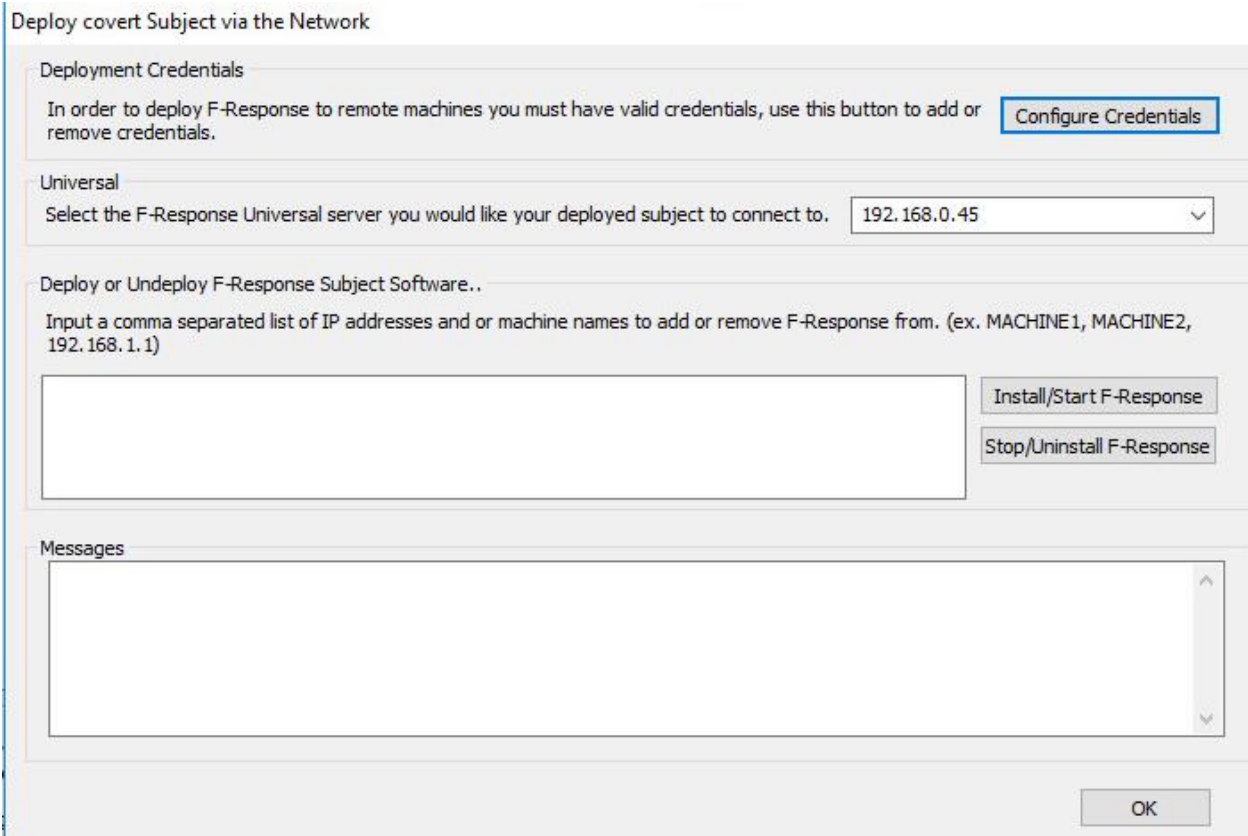 Deploy covert Subject via the Network
Deployment Credentials
In order to deploy F-Response to remote machines you must have valid credentials, use this button to add or
remove credentials.
Configure Credentials
Universal
Select the F-Response Universal server you would like your deployed subject to connect to.
192.168.0.45
Deploy or Undeploy F-Response Subject Software..
Input a comma separated list of IP addresses and or machine names to add or remove F-Response from. (ex. MACHINE1, MACHINE2,
192.168.1.1)
Install/Start F-Response
Stop/Uninstall F-Response
Messages
OK